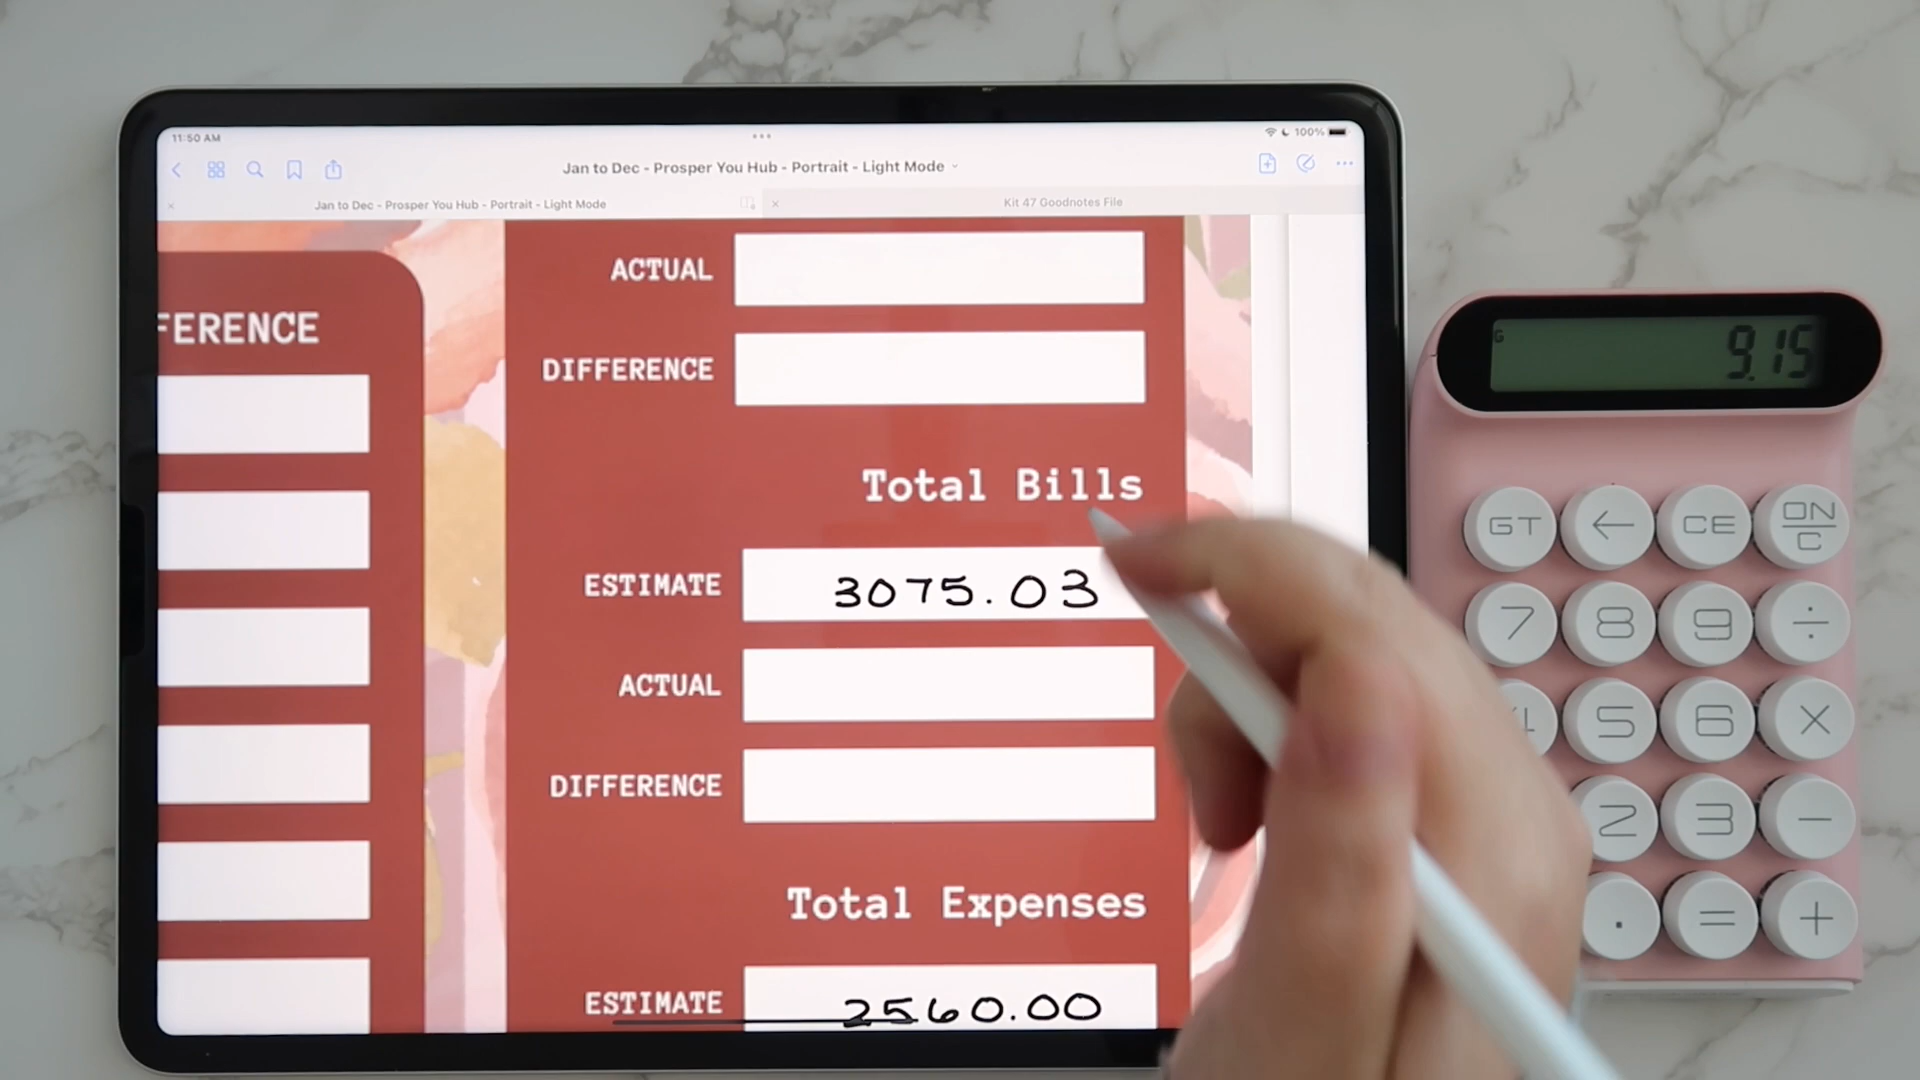 11:50 AM
100%
Jan to Dec - Prosper You Hub - Portrait - Light Mode
Jan to Dec - Prosper You Hub - Portrait - Light Mode
Kit 47 Goodnotes File
FERENCE
ACTUAL
DIFFERENCE
Total Bills
ESTIMATE 3075.03
ACTUAL
DIFFERENCE
Total Expenses
ESTIMATE 2560.00
G 9.15
GT ← CE ON/C
7 8 9 ÷
4 5 6 ×
2 3 −
. = +